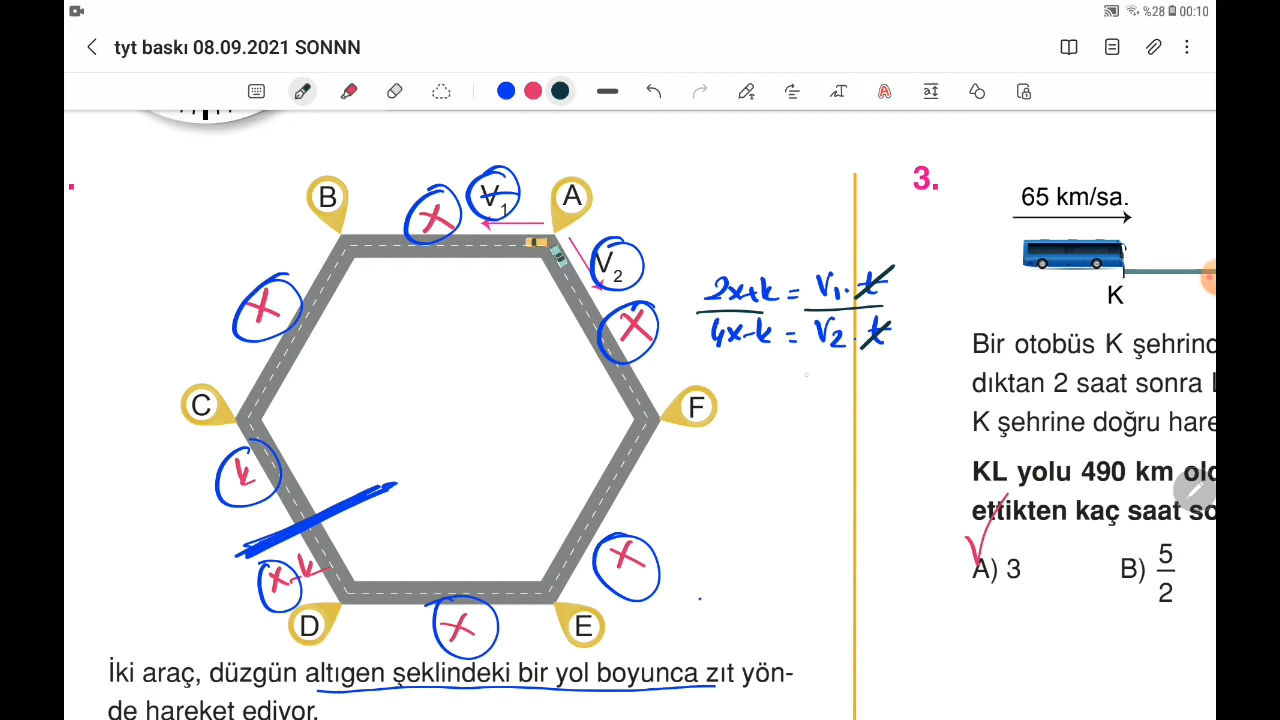 %28 00:10
tyt baskı 08.09.2021 SONNN
3.
B
X
V₁
A
65 km/sa.
V₂
X
X
2x+k = V₁.t
4x-k = V₂.t
K
C
F
k
X-k
X
D
X
E
İki araç, düzgün altıgen şeklindeki bir yol boyunca zıt yön-
de hareket ediyor.
Bir otobüs K şehrind
dıktan 2 saat sonra
K şehrine doğru hare
KL yolu 490 km ol
ettikten kaç saat so
A) 3
B) 5/2